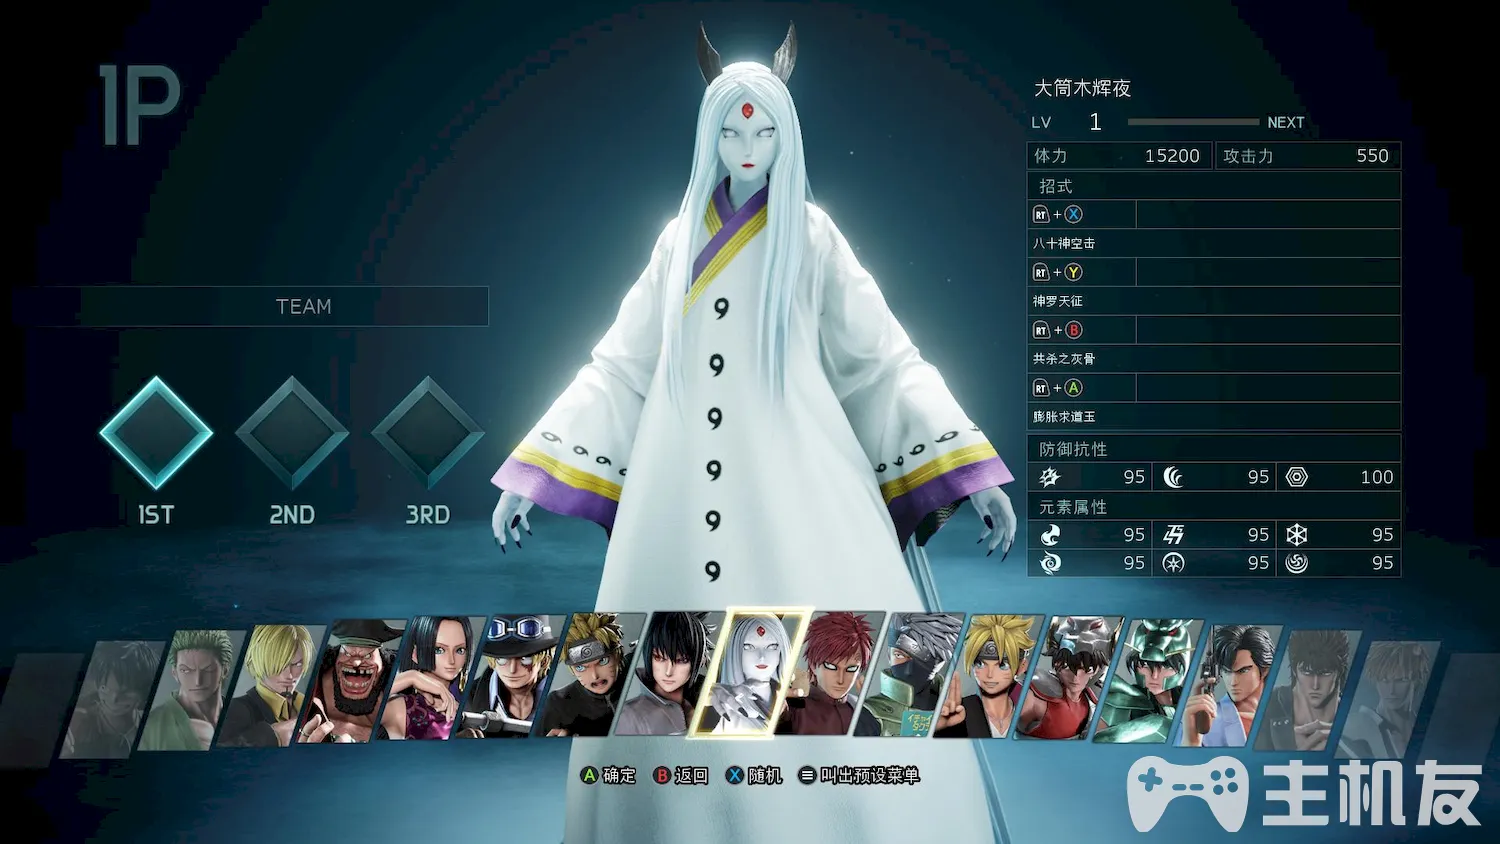 1P
TEAM
1ST 2ND 3RD
大筒木辉夜
LV 1 NEXT
体力 15200 攻击力 550
招式
RT + X
八十神空击
RT + Y
神罗天征
RT + B
共杀之灰骨
RT + A
膨胀求道玉
防御抗性
95 95 100
元素属性
95 95 95
95 95 95
A 确定 B 返回 X 随机 叫出预设菜单
主机友